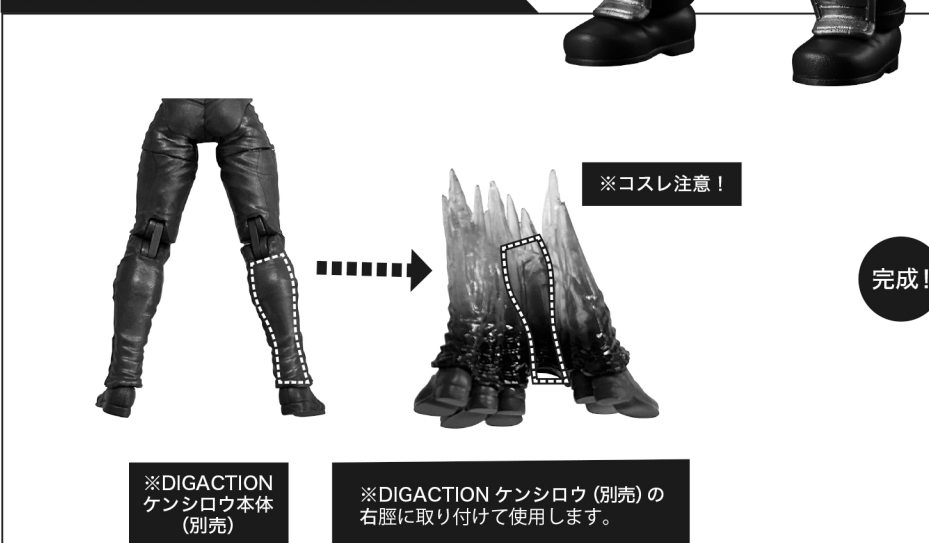 ※コスレ注意！
完成！
※DIGACTION
ケンシロウ本体
(別売)
※DIGACTION ケンシロウ (別売) の
右脛に取り付けて使用します。